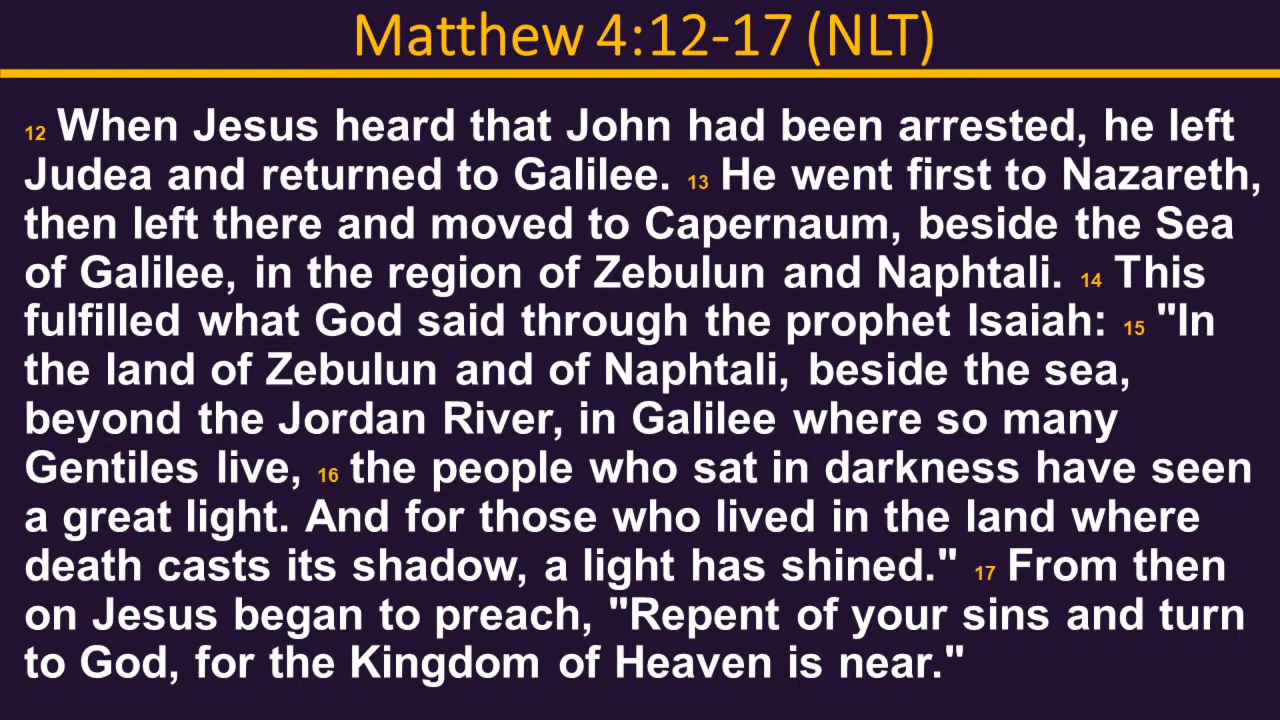 Matthew 4:12-17 (NLT)
12 When Jesus heard that John had been arrested, he left
Judea and returned to Galilee. 13 He went first to Nazareth,
then left there and moved to Capernaum, beside the Sea
of Galilee, in the region of Zebulun and Naphtali. 14 This
fulfilled what God said through the prophet Isaiah: 15 "In
the land of Zebulun and of Naphtali, beside the sea,
beyond the Jordan River, in Galilee where so many
Gentiles live, 16 the people who sat in darkness have seen
a great light. And for those who lived in the land where
death casts its shadow, a light has shined." 17 From then
on Jesus began to preach, "Repent of your sins and turn
to God, for the Kingdom of Heaven is near."